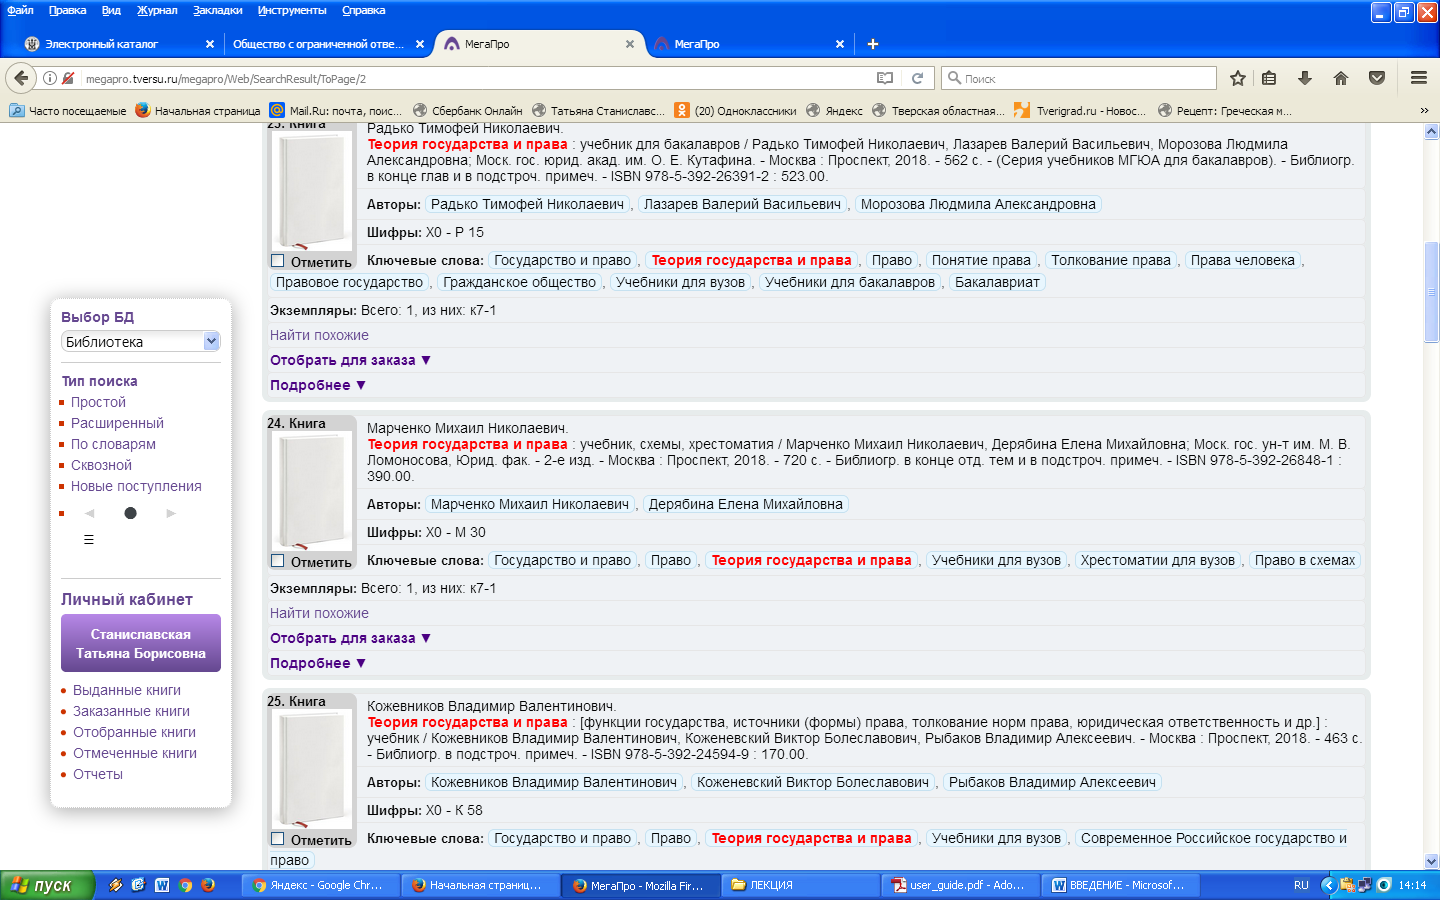 Файл Правка Вид Журнал Закладки Инструменты Справка
Электронный каталог
Общество с ограниченной отве...
МегаПро
МегаПро
megapro.tversu.ru/megapro/Web/SearchResult/ToPage/2
Поиск
Часто посещаемые
Начальная страница
Mail.Ru: почта, поис...
Сбербанк Онлайн
Татьяна Станиславс...
(20) Одноклассники
Яндекс
Тверская областная...
Tverigrad.ru - Новос...
Рецепт: Греческая м...
Выбор БД
Библиотека
Тип поиска
Простой
Расширенный
По словарям
Сквозной
Новые поступления
Личный кабинет
Станиславская
Татьяна Борисовна
Выданные книги
Заказанные книги
Отобранные книги
Отмеченные книги
Отчеты
23. Книга
Отметить
Радько Тимофей Николаевич.
Теория государства и права : учебник для бакалавров / Радько Тимофей Николаевич, Лазарев Валерий Васильевич, Морозова Людмила
Александровна; Моск. гос. юрид. акад. им. О. Е. Кутафина. - Москва : Проспект, 2018. - 562 с. - (Серия учебников МГЮА для бакалавров). - Библиогр.
в конце глав и в подстроч. примеч. - ISBN 978-5-392-26391-2 : 523.00.
Авторы: Радько Тимофей Николаевич, Лазарев Валерий Васильевич, Морозова Людмила Александровна
Шифры: Х0 - Р 15
Ключевые слова: Государство и право, Теория государства и права, Право, Понятие права, Толкование права, Права человека,
Правовое государство, Гражданское общество, Учебники для вузов, Учебники для бакалавров, Бакалавриат
Экземпляры: Всего: 1, из них: к7-1
Найти похожие
Отобрать для заказа ▼
Подробнее ▼
24. Книга
Отметить
Марченко Михаил Николаевич.
Теория государства и права : учебник, схемы, хрестоматия / Марченко Михаил Николаевич, Дерябина Елена Михайловна; Моск. гос. ун-т им. М. В.
Ломоносова, Юрид. фак. - 2-е изд. - Москва : Проспект, 2018. - 720 с. - Библиогр. в конце отд. тем и в подстроч. примеч. - ISBN 978-5-392-26848-1 :
390.00.
Авторы: Марченко Михаил Николаевич, Дерябина Елена Михайловна
Шифры: Х0 - М 30
Ключевые слова: Государство и право, Право, Теория государства и права, Учебники для вузов, Хрестоматии для вузов, Право в схемах
Экземпляры: Всего: 1, из них: к7-1
Найти похожие
Отобрать для заказа ▼
Подробнее ▼
25. Книга
Отметить
Кожевников Владимир Валентинович.
Теория государства и права : [функции государства, источники (формы) права, толкование норм права, юридическая ответственность и др.] :
учебник / Кожевников Владимир Валентинович, Коженевский Виктор Болеславович, Рыбаков Владимир Алексеевич. - Москва : Проспект, 2018. - 463 с.
- Библиогр. в подстроч. примеч. - ISBN 978-5-392-24594-9 : 170.00.
Авторы: Кожевников Владимир Валентинович, Коженевский Виктор Болеславович, Рыбаков Владимир Алексеевич
Шифры: Х0 - К 58
Ключевые слова: Государство и право, Право, Теория государства и права, Учебники для вузов, Современное Российское государство и
право
пуск
Яндекс - Google Chr...
Начальная страниц...
МегаПро - Mozilla Fir...
ЛЕКЦИЯ
user_guide.pdf - Ado...
ВВЕДЕНИЕ - Microsof...
RU
14:14